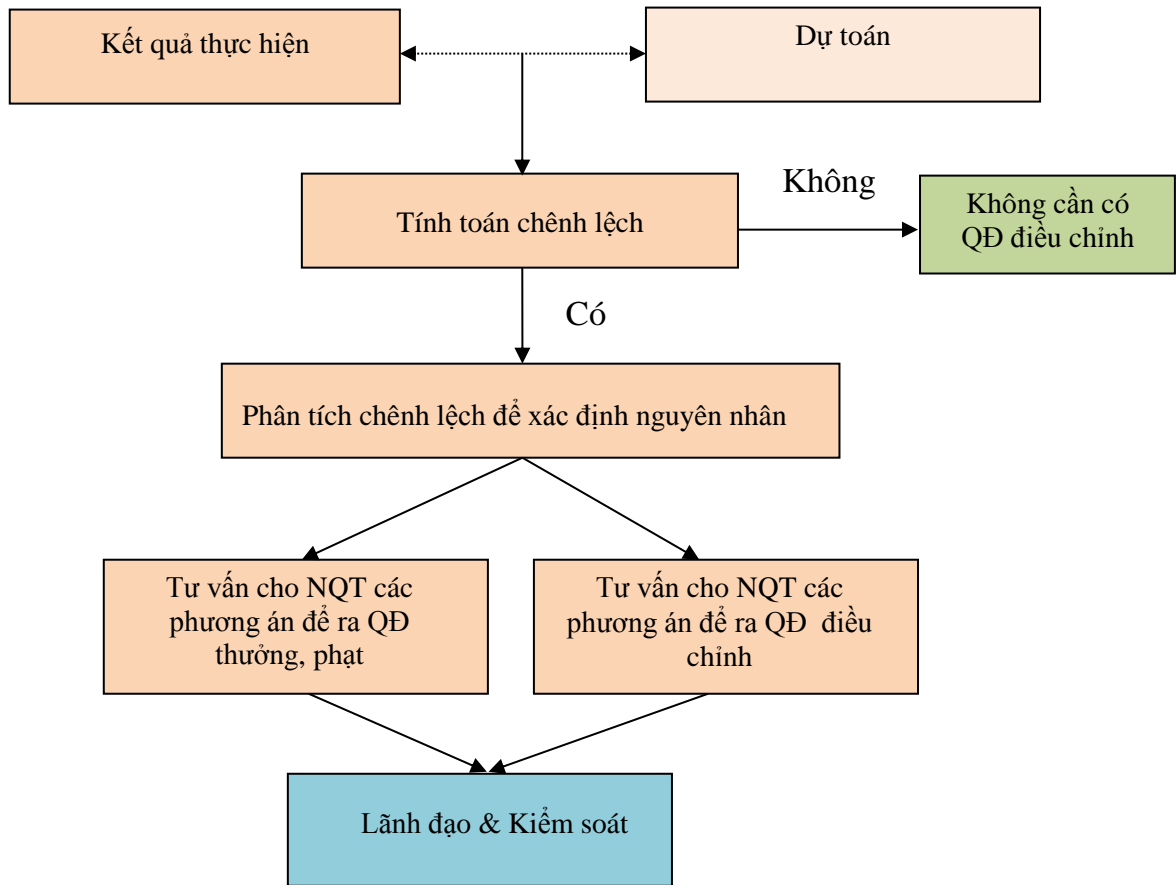 Kết quả thực hiện
Dự toán
Tính toán chênh lệch
Không
Không cần có
QĐ điều chỉnh
Có
Phân tích chênh lệch để xác định nguyên nhân
Tư vấn cho NQT các
phương án để ra QĐ
thưởng, phạt
Tư vấn cho NQT các
phương án để ra QĐ điều
chỉnh
Lãnh đạo & Kiểm soát